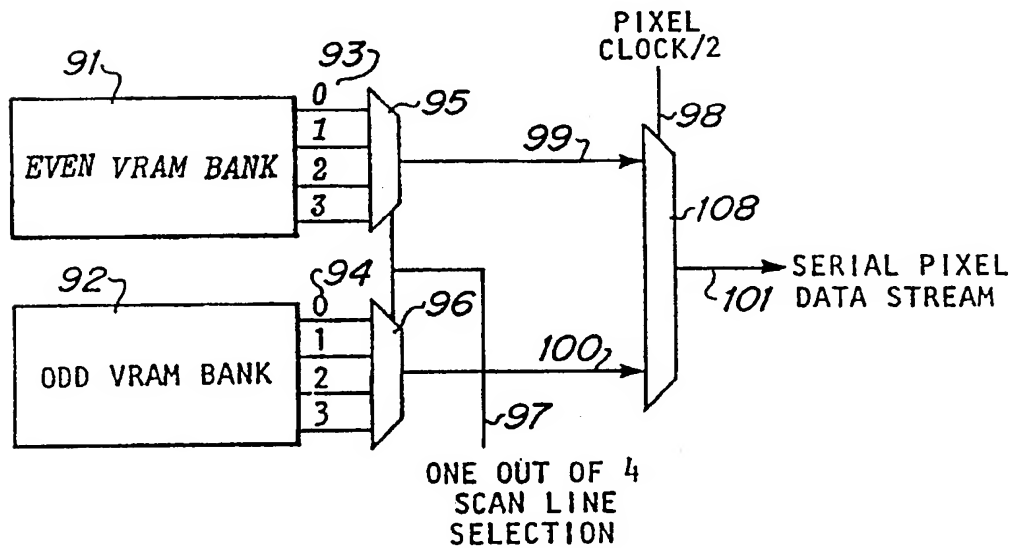 PIXEL
CLOCK/2
91
93
0
95
98
1
EVEN VRAM BANK
2
99
3
108
92
94
0
96
SERIAL PIXEL
101
DATA STREAM
1
100
ODD VRAM BANK
2
3
97
ONE OUT OF 4
SCAN LINE
SELECTION